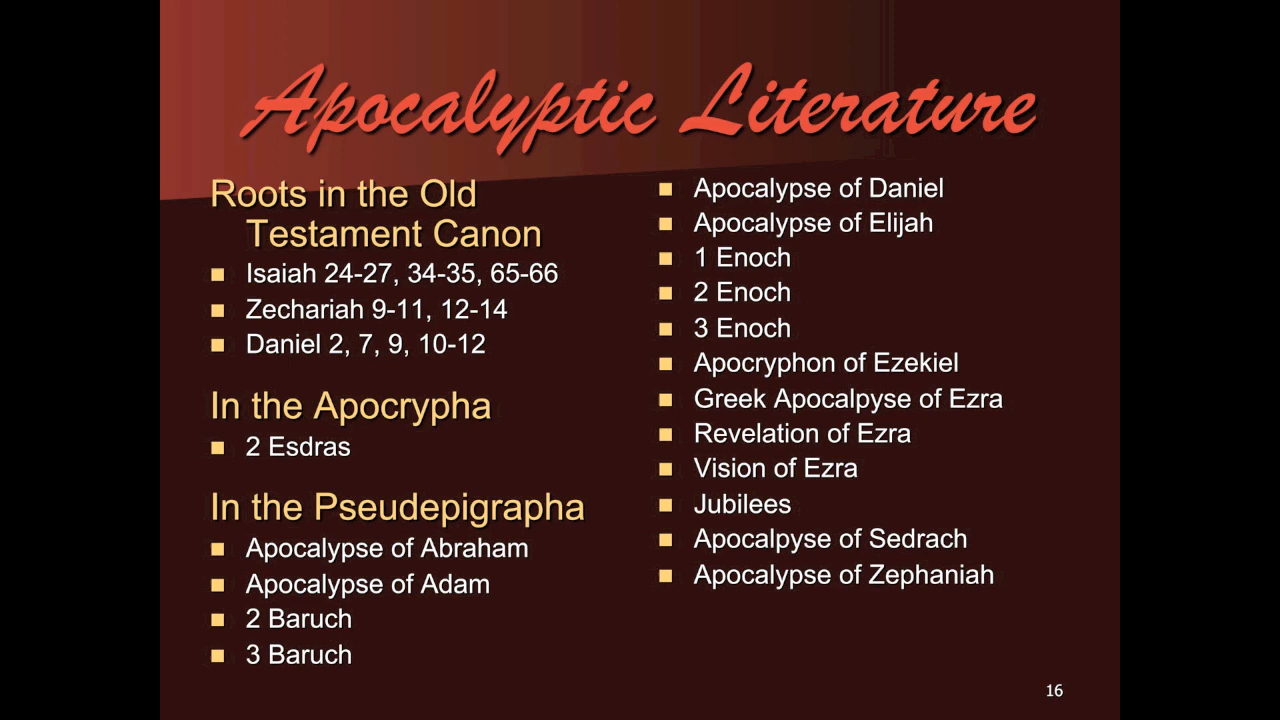 Apocalyptic Literature
Roots in the Old
Testament Canon
Isaiah 24-27, 34-35, 65-66
Zechariah 9-11, 12-14
Daniel 2, 7, 9, 10-12
In the Apocrypha
2 Esdras
In the Pseudepigrapha
Apocalypse of Abraham
Apocalypse of Adam
2 Baruch
3 Baruch
Apocalypse of Daniel
Apocalypse of Elijah
1 Enoch
2 Enoch
3 Enoch
Apocryphon of Ezekiel
Greek Apocalpyse of Ezra
Revelation of Ezra
Vision of Ezra
Jubilees
Apocalpyse of Sedrach
Apocalypse of Zephaniah
16